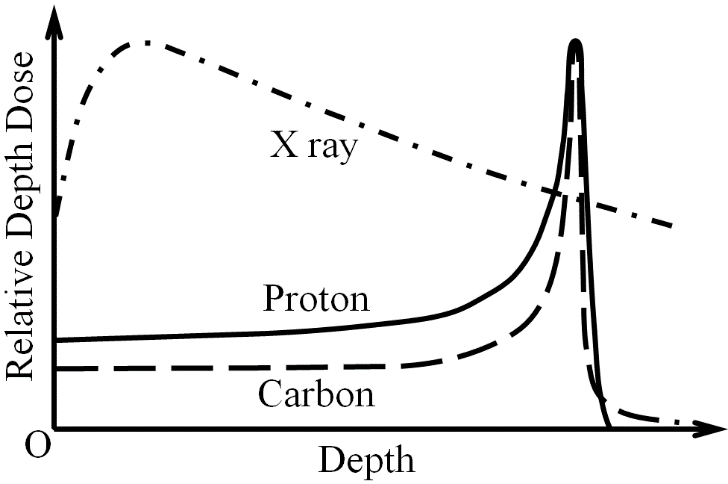 Relative Depth Dose
X ray
Proton
Carbon
O
Depth